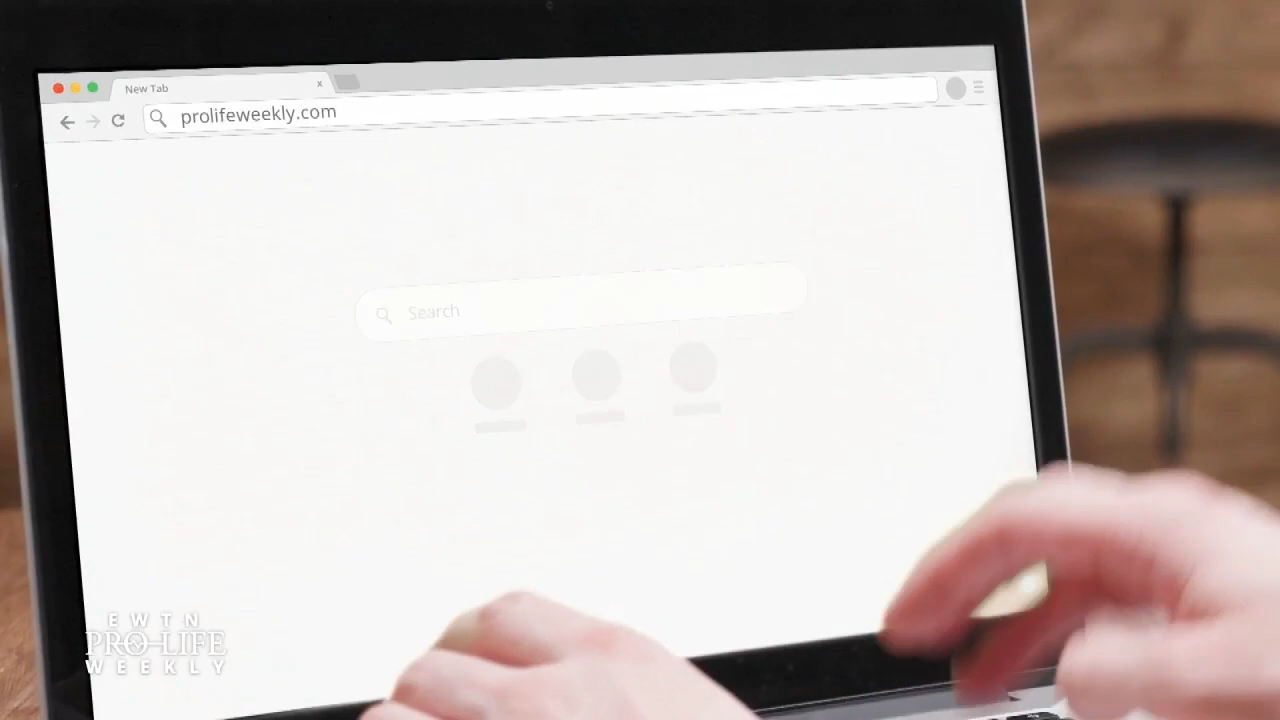 New Tab x
prolifeweekly.com
Search
EWTN
PRO-LIFE
WEEKLY